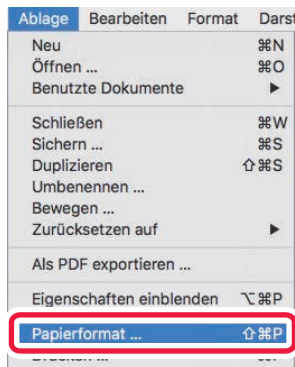 Ablage Bearbeiten Format
Neu ⌘N
Öffnen ... ⌘O
Benutzte Dokumente ▶
Schließen ⌘W
Sichern ... ⌘S
Duplizieren ⇧⌘S
Umbenennen ...
Bewegen ...
Zurücksetzen auf ▶
Als PDF exportieren ...
Eigenschaften einblenden ⌥⌘P
Papierformat ... ⇧⌘P